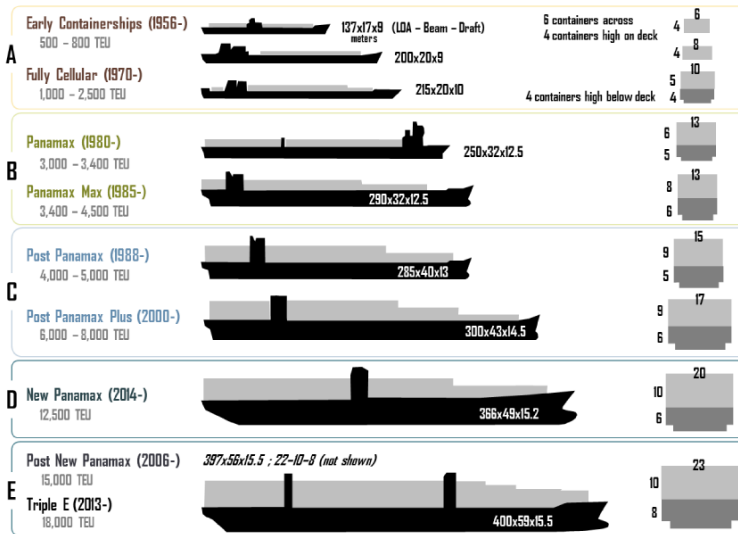 A
Early Containerships (1956-)
500 – 800 TEU
137x17x9 (LOA – Beam – Draft)
meters
200x20x9
6 containers across
4 containers high on deck
6
4
8
4
Fully Cellular (1970-)
1,000 – 2,500 TEU
215x20x10
4 containers high below deck
10
5
4
B
Panamax (1980-)
3,000 – 3,400 TEU
250x32x12.5
13
6
5
Panamax Max (1985-)
3,400 – 4,500 TEU
290x32x12.5
13
8
6
C
Post Panamax (1988-)
4,000 – 5,000 TEU
285x40x13
15
9
5
Post Panamax Plus (2000-)
6,000 – 8,000 TEU
300x43x14.5
17
9
6
D
New Panamax (2014-)
12,500 TEU
366x49x15.2
20
10
6
E
Post New Panamax (2006-)
15,000 TEU
397x56x15.5 ; 22-10-8 (not shown)
Triple E (2013-)
18,000 TEU
400x59x15.5
23
10
8